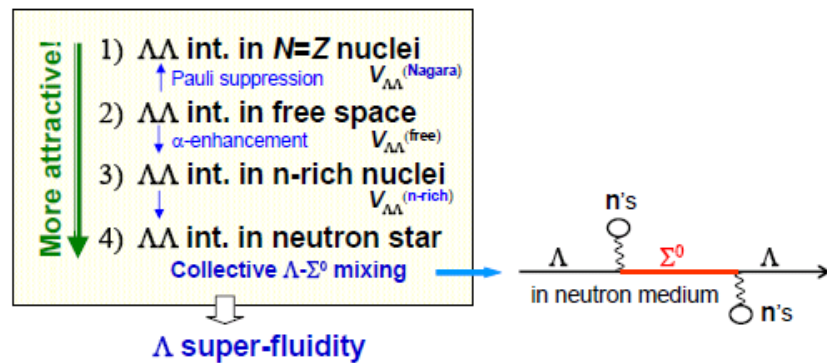 More attractive!
1) ΛΛ int. in N=Z nuclei
Pauli suppression V_ΛΛ^(Nagara)
2) ΛΛ int. in free space
α-enhancement V_ΛΛ^(free)
3) ΛΛ int. in n-rich nuclei
V_ΛΛ^(n-rich)
4) ΛΛ int. in neutron star
Collective Λ-Σ⁰ mixing
Λ super-fluidity
n's
Λ Σ⁰ Λ
in neutron medium
n's